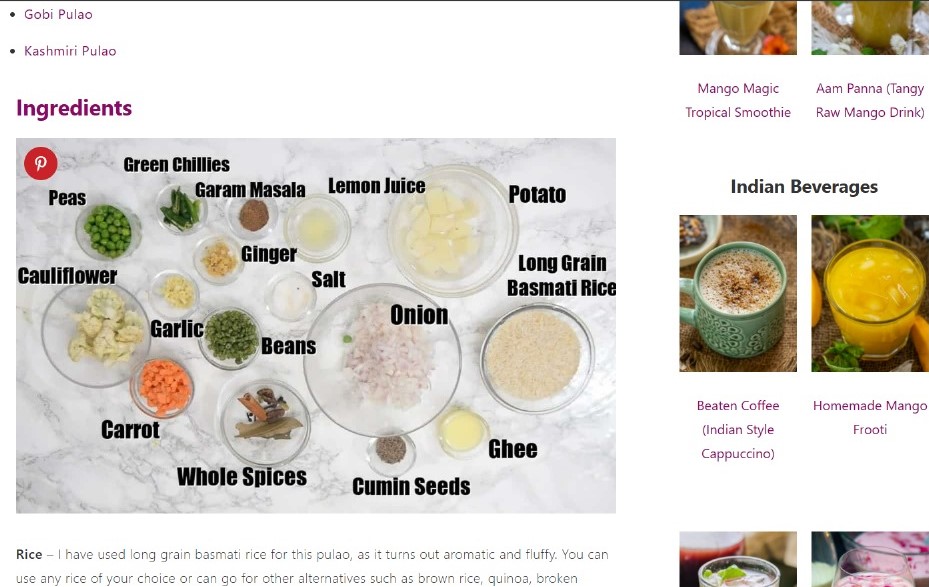 Gobi Pulao
Kashmiri Pulao
Ingredients
Green Chillies
Peas
Garam Masala
Lemon Juice
Potato
Ginger
Cauliflower
Salt
Long Grain
Basmati Rice
Garlic
Onion
Beans
Carrot
Ghee
Whole Spices
Cumin Seeds
Rice – I have used long grain basmati rice for this pulao, as it turns out aromatic and fluffy. You can
use any rice of your choice or can go for other alternatives such as brown rice, quinoa, broken
Mango Magic
Tropical Smoothie
Aam Panna (Tangy
Raw Mango Drink)
Indian Beverages
Beaten Coffee
(Indian Style
Cappuccino)
Homemade Mango
Frooti